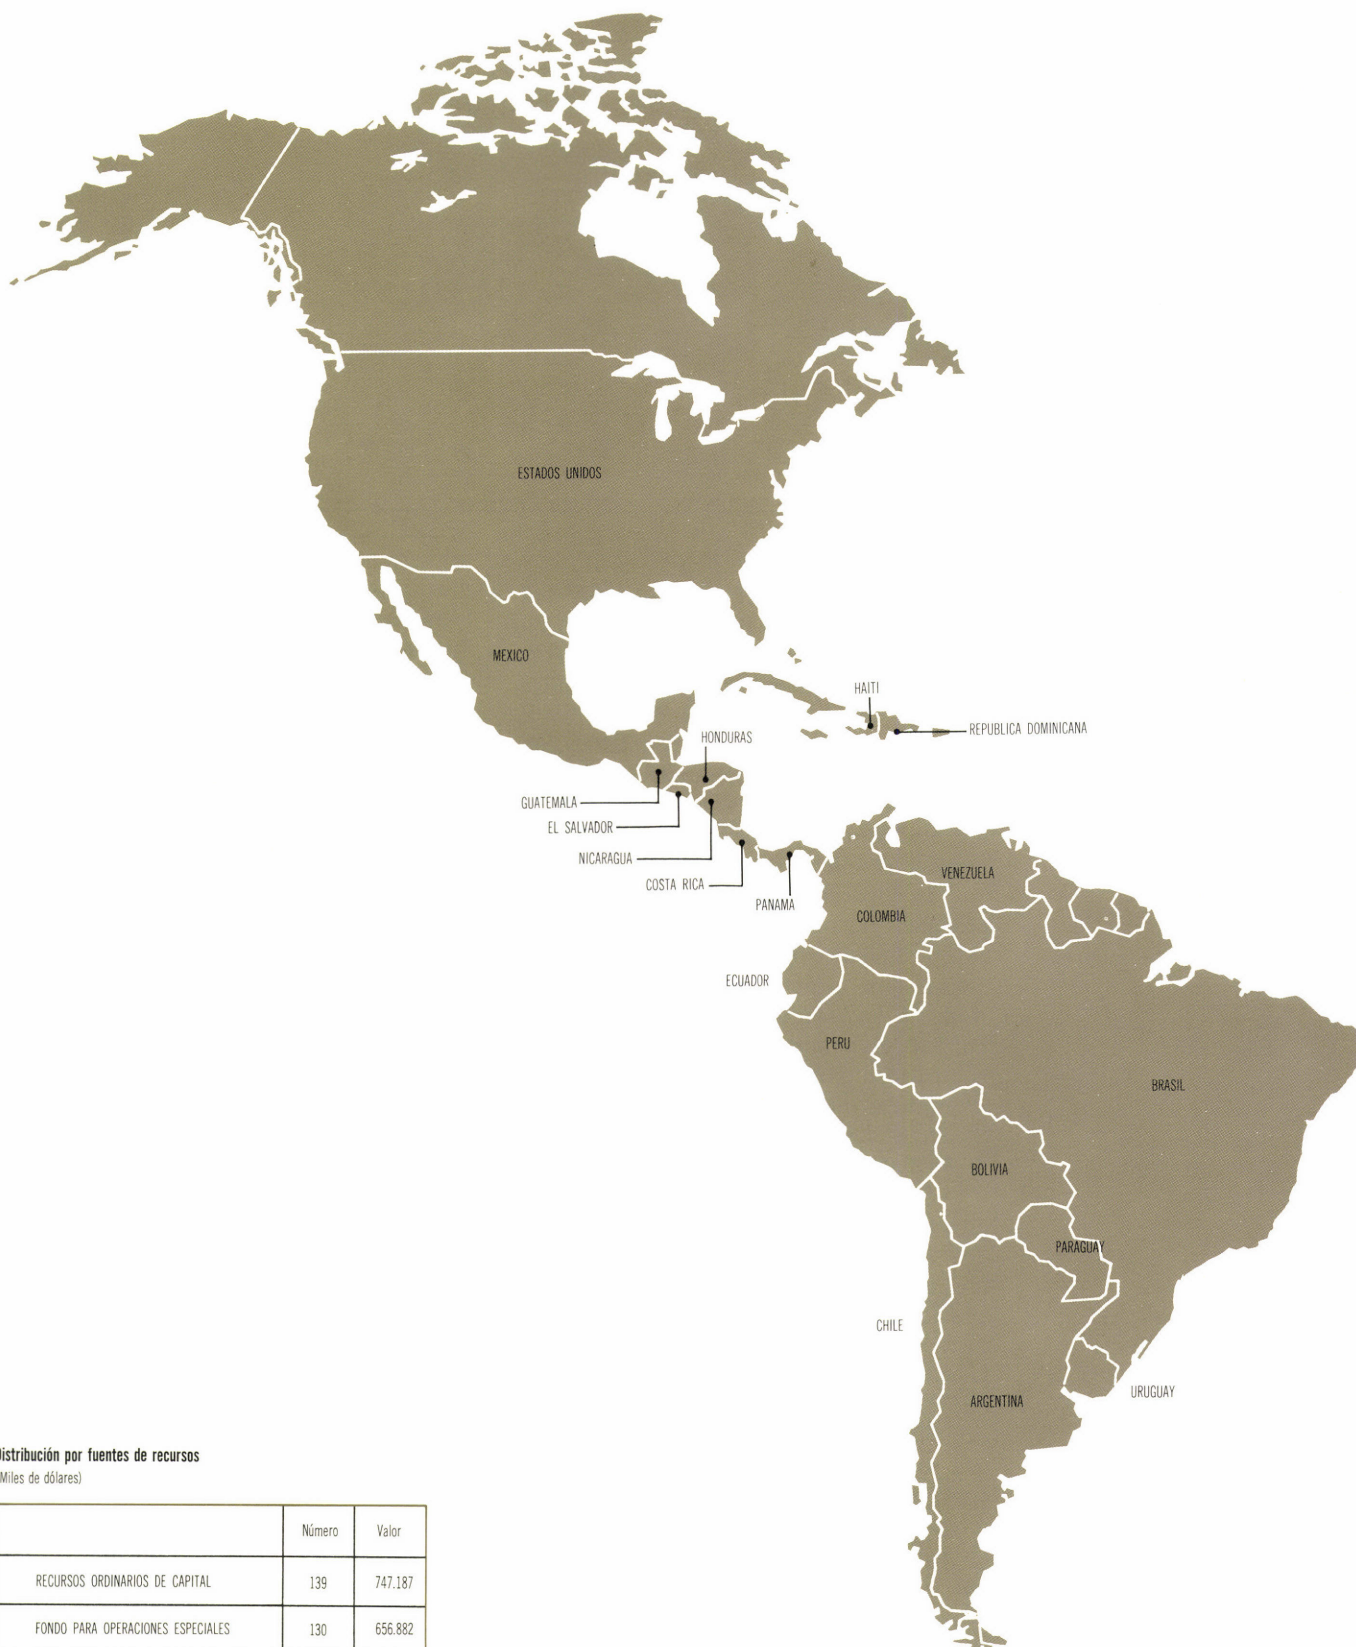 ESTADOS UNIDOS
MEXICO
HAITI
REPUBLICA DOMINICANA
HONDURAS
GUATEMALA
EL SALVADOR
NICARAGUA
COSTA RICA
PANAMA
VENEZUELA
COLOMBIA
ECUADOR
PERU
BRASIL
BOLIVIA
PARAGUAY
CHILE
ARGENTINA
URUGUAY
Distribución por fuentes de recursos
(Miles de dólares)
Número Valor
RECURSOS ORDINARIOS DE CAPITAL 139 747.187
FONDO PARA OPERACIONES ESPECIALES 130 656.882